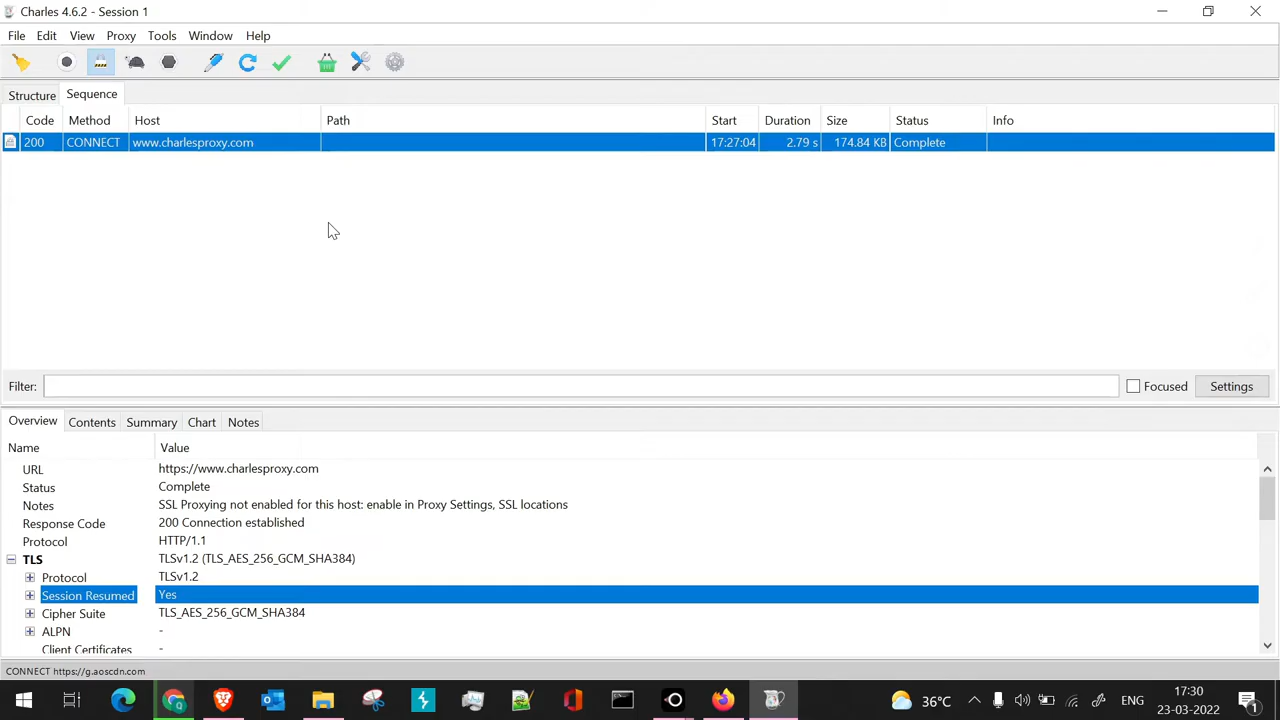 Charles 4.6.2 - Session 1
File Edit View Proxy Tools Window Help
Structure Sequence
Code Method Host Path Start Duration Size Status Info
200 CONNECT www.charlesproxy.com 17:27:04 2.79 s 174.84 KB Complete
Filter: Focused Settings
Overview Contents Summary Chart Notes
Name Value
URL https://www.charlesproxy.com
Status Complete
Notes SSL Proxying not enabled for this host: enable in Proxy Settings, SSL locations
Response Code 200 Connection established
Protocol HTTP/1.1
TLS TLSv1.2 (TLS_AES_256_GCM_SHA384)
Protocol TLSv1.2
Session Resumed Yes
Cipher Suite TLS_AES_256_GCM_SHA384
ALPN -
Client Certificates -
CONNECT https://g.aoscdn.com
36°C ENG 17:30
23-03-2022